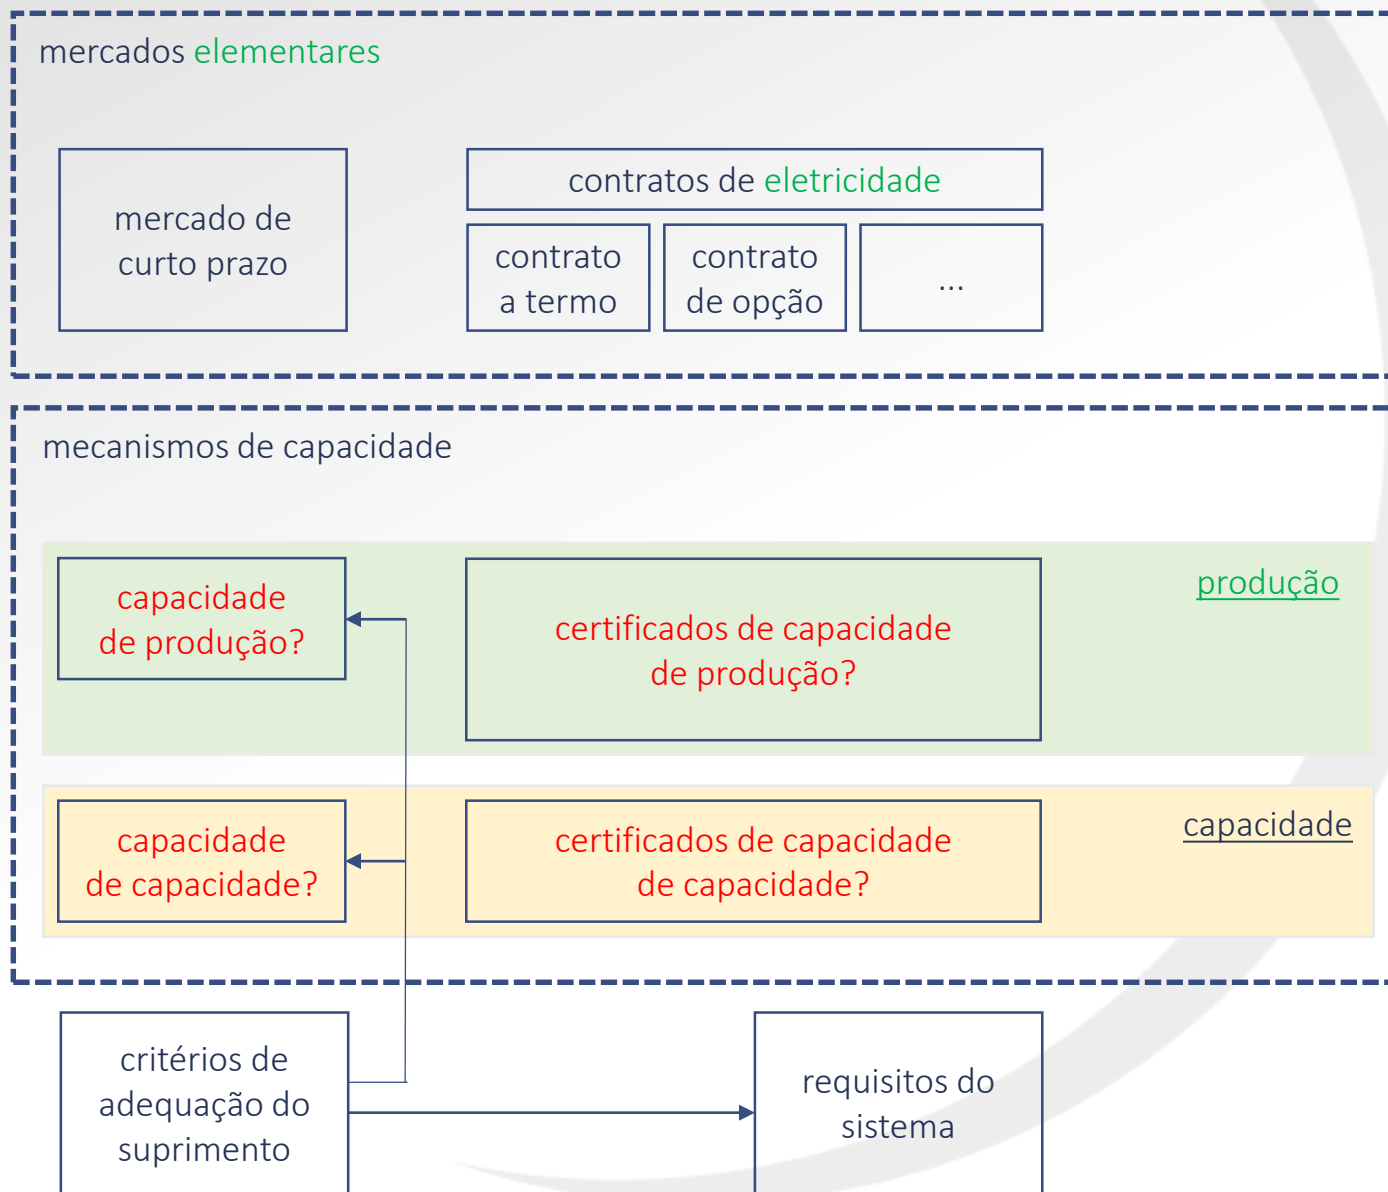 mercados elementares
mercado de
curto prazo
contratos de eletricidade
contrato
a termo
contrato
de opção
...
mecanismos de capacidade
capacidade
de produção?
certificados de capacidade
de produção?
produção
capacidade
de capacidade?
certificados de capacidade
de capacidade?
capacidade
critérios de
adequação do
suprimento
requisitos do
sistema